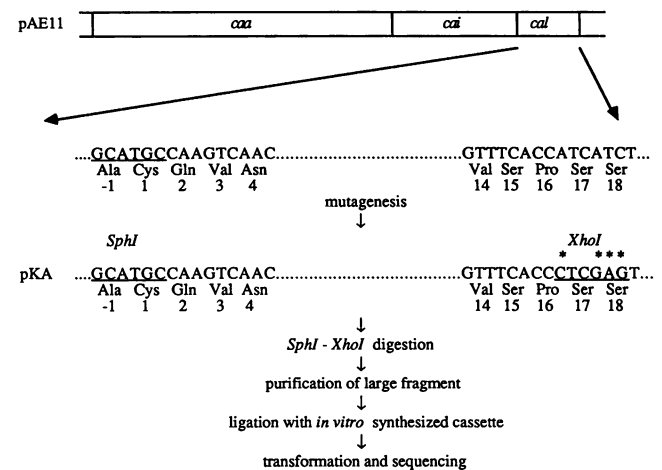 pAE11 caa cai cal
....GCATGCCAAGTCAAC..............................GTTTCACCATCATCT...
Ala Cys Gln Val Asn Val Ser Pro Ser Ser
-1 1 2 3 4 14 15 16 17 18
mutagenesis
↓
SphI XhoI
* ***
pKA ....GCATGCCAAGTCAAC..............................GTTTCACCCTCGAGT...
Ala Cys Gln Val Asn Val Ser Pro Ser Ser
-1 1 2 3 4 14 15 16 17 18
↓
SphI - XhoI digestion
↓
purification of large fragment
↓
ligation with in vitro synthesized cassette
↓
transformation and sequencing